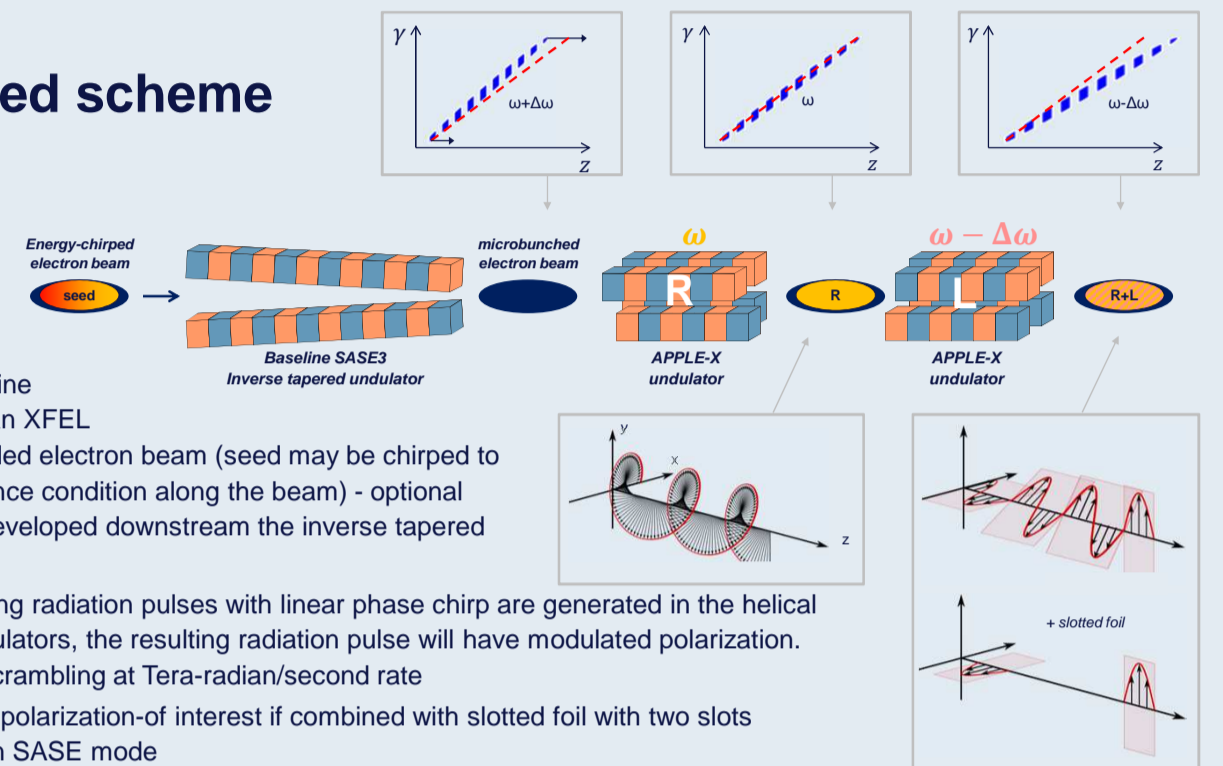 ed scheme
γ
ω+Δω
z
γ
ω
z
γ
ω-Δω
z
Energy-chirped
electron beam
seed
Baseline SASE3
Inverse tapered undulator
microbunched
electron beam
ω
R
APPLE-X
undulator
R
ω − Δω
L
APPLE-X
undulator
R+L
ine
n XFEL
led electron beam (seed may be chirped to
nce condition along the beam) - optional
eveloped downstream the inverse tapered
y
x
z
ng radiation pulses with linear phase chirp are generated in the helical
ulators, the resulting radiation pulse will have modulated polarization.
crambling at Tera-radian/second rate
polarization-of interest if combined with slotted foil with two slots
n SASE mode
+ slotted foil